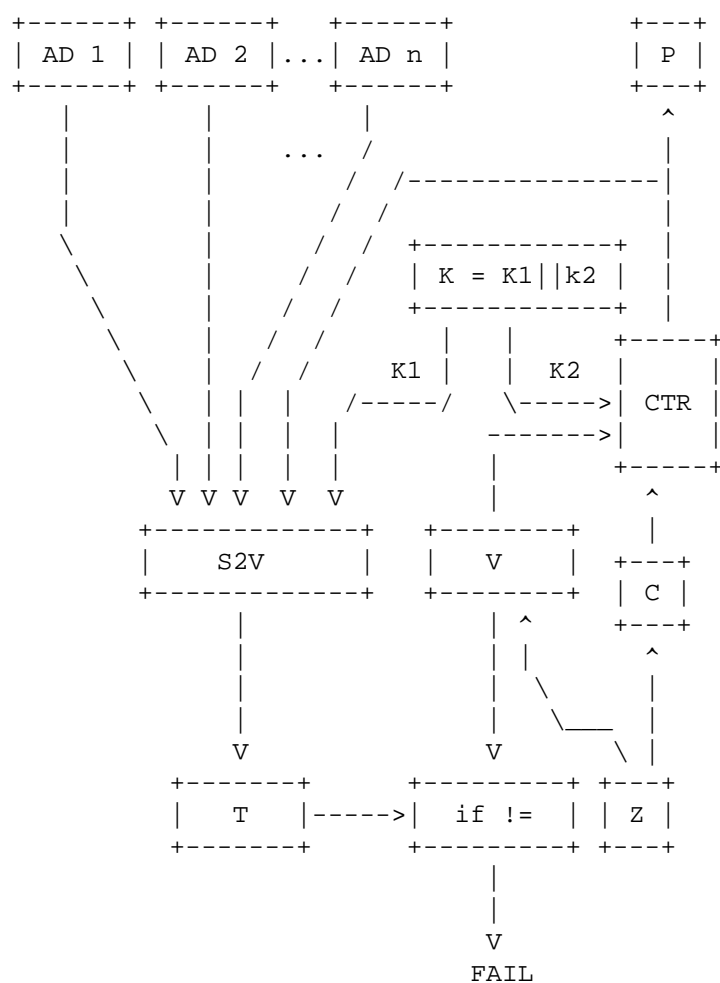 AD 1 AD 2 ... AD n P
...
K = K1||k2
K1 K2
CTR
V V V V V
S2V V C
V V
T if != Z
V
FAIL